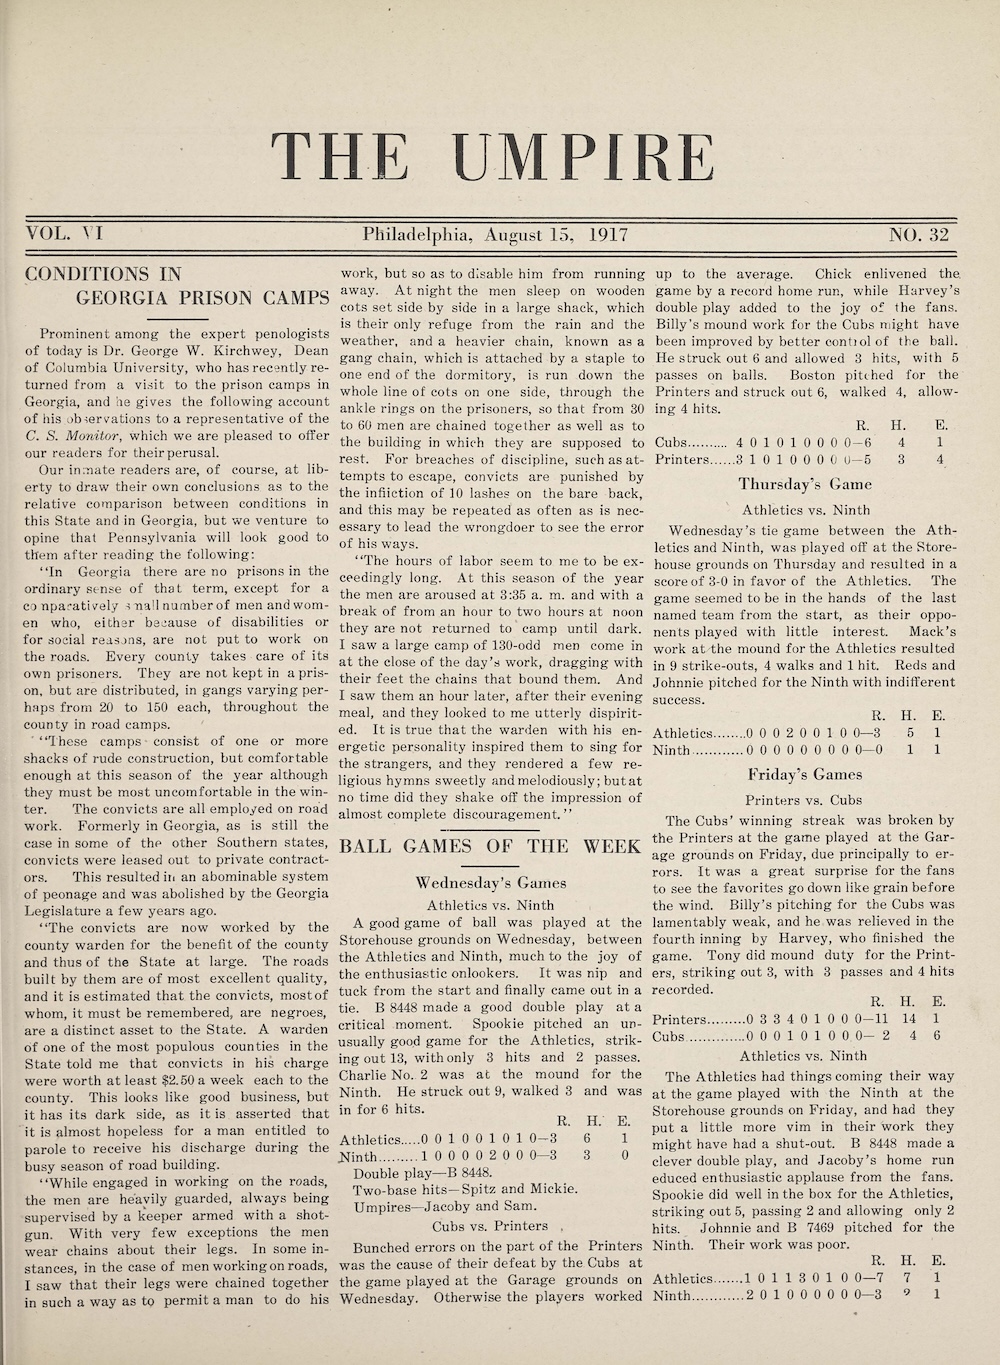 THE UMPIRE
VOL. VI
Philadelphia, August 15, 1917
NO. 32
CONDITIONS IN
GEORGIA PRISON CAMPS
Prominent among the expert penologists
of today is Dr. George W. Kirchwey, Dean
of Columbia University, who has recently re-
turned from a visit to the prison camps in
Georgia, and he gives the following account
of his observations to a representative of the
C. S. Monitor, which we are pleased to offer
our readers for their perusal.
Our inmate readers are, of course, at lib-
erty to draw their own conclusions as to the
relative comparison between conditions in
this State and in Georgia, but we venture to
opine that Pennsylvania will look good to
them after reading the following:
"In Georgia there are no prisons in the
ordinary sense of that term, except for a
comparatively small number of men and wom-
en who, either because of disabilities or
for social reasons, are not put to work on
the roads. Every county takes care of its
own prisoners. They are not kept in a pris-
on, but are distributed, in gangs varying per-
haps from 20 to 150 each, throughout the
county in road camps.
"These camps consist of one or more
shacks of rude construction, but comfortable
enough at this season of the year although
they must be most uncomfortable in the win-
ter. The convicts are all employed on road
work. Formerly in Georgia, as is still the
case in some of the other Southern states,
convicts were leased out to private contract-
ors. This resulted in an abominable system
of peonage and was abolished by the Georgia
Legislature a few years ago.
"The convicts are now worked by the
county warden for the benefit of the county
and thus of the State at large. The roads
built by them are of most excellent quality,
and it is estimated that the convicts, most of
whom, it must be remembered, are negroes,
are a distinct asset to the State. A warden
of one of the most populous counties in the
State told me that convicts in his charge
were worth at least $2.50 a week each to the
county. This looks like good business, but
it has its dark side, as it is asserted that
it is almost hopeless for a man entitled to
parole to receive his discharge during the
busy season of road building.
"While engaged in working on the roads,
the men are heavily guarded, always being
supervised by a keeper armed with a shot-
gun. With very few exceptions the men
wear chains about their legs. In some in-
stances, in the case of men working on roads,
I saw that their legs were chained together
in such a way as to permit a man to do his
work, but so as to disable him from running
away. At night the men sleep on wooden
cots set side by side in a large shack, which
is their only refuge from the rain and the
weather, and a heavier chain, known as a
gang chain, which is attached by a staple to
one end of the dormitory, is run down the
whole line of cots on one side, through the
ankle rings on the prisoners, so that from 30
to 60 men are chained together as well as to
the building in which they are supposed to
rest. For breaches of discipline, such as at-
tempts to escape, convicts are punished by
the infliction of 10 lashes on the bare back,
and this may be repeated as often as is nec-
essary to lead the wrongdoer to see the error
of his ways.
"The hours of labor seem to me to be ex-
ceedingly long. At this season of the year
the men are aroused at 3:35 a. m. and with a
break of from an hour to two hours at noon
they are not returned to camp until dark.
I saw a large camp of 130-odd men come in
at the close of the day's work, dragging with
their feet the chains that bound them. And
I saw them an hour later, after their evening
meal, and they looked to me utterly dispirit-
ed. It is true that the warden with his en-
ergetic personality inspired them to sing for
the strangers, and they rendered a few re-
ligious hymns sweetly and melodiously; but at
no time did they shake off the impression of
almost complete discouragement."
BALL GAMES OF THE WEEK
Wednesday's Games
Athletics vs. Ninth
A good game of ball was played at the
Storehouse grounds on Wednesday, between
the Athletics and Ninth, much to the joy of
the enthusiastic onlookers. It was nip and
tuck from the start and finally came out in a
tie. B 8448 made a good double play at a
critical moment. Spookie pitched an un-
usually good game for the Athletics, strik-
ing out 13, with only 3 hits and 2 passes.
Charlie No. 2 was at the mound for the
Ninth. He struck out 9, walked 3 and was
in for 6 hits.
R. H. E.
Athletics.....0 0 1 0 0 1 0 1 0—3 6 1
Ninth.........1 0 0 0 0 2 0 0 0—3 3 0
Double play—B 8448.
Two-base hits—Spitz and Mickie.
Umpires—Jacoby and Sam.
Cubs vs. Printers
Bunched errors on the part of the Printers
was the cause of their defeat by the Cubs at
the game played at the Garage grounds on
Wednesday. Otherwise the players worked
up to the average. Chick enlivened the
game by a record home run, while Harvey's
double play added to the joy of the fans.
Billy's mound work for the Cubs might have
been improved by better control of the ball.
He struck out 6 and allowed 3 hits, with 5
passes on balls. Boston pitched for the
Printers and struck out 6, walked 4, allow-
ing 4 hits.
R. H. E.
Cubs.......... 4 0 1 0 1 0 0 0 0—6 4 1
Printers......3 1 0 1 0 0 0 0 0—5 3 4
Thursday's Game
Athletics vs. Ninth
Wednesday's tie game between the Ath-
letics and Ninth, was played off at the Store-
house grounds on Thursday and resulted in a
score of 3-0 in favor of the Athletics. The
game seemed to be in the hands of the last
named team from the start, as their oppo-
nents played with little interest. Mack's
work at the mound for the Athletics resulted
in 9 strike-outs, 4 walks and 1 hit. Reds and
Johnnie pitched for the Ninth with indifferent
success.
R. H. E.
Athletics........0 0 0 2 0 0 1 0 0—3 5 1
Ninth............0 0 0 0 0 0 0 0 0—0 1 1
Friday's Games
Printers vs. Cubs
The Cubs' winning streak was broken by
the Printers at the game played at the Gar-
age grounds on Friday, due principally to er-
rors. It was a great surprise for the fans
to see the favorites go down like grain before
the wind. Billy's pitching for the Cubs was
lamentably weak, and he was relieved in the
fourth inning by Harvey, who finished the
game. Tony did mound duty for the Print-
ers, striking out 3, with 3 passes and 4 hits
recorded.
R. H. E.
Printers.........0 3 3 4 0 1 0 0 0—11 14 1
Cubs.............0 0 0 1 0 1 0 0 0— 2 4 6
Athletics vs. Ninth
The Athletics had things coming their way
at the game played with the Ninth at the
Storehouse grounds on Friday, and had they
put a little more vim in their work they
might have had a shut-out. B 8448 made a
clever double play, and Jacoby's home run
educed enthusiastic applause from the fans.
Spookie did well in the box for the Athletics,
striking out 5, passing 2 and allowing only 2
hits. Johnnie and B 7469 pitched for the
Ninth. Their work was poor.
R. H. E.
Athletics.......1 0 1 1 3 0 1 0 0—7 7 1
Ninth............2 0 1 0 0 0 0 0 0—3 2 1